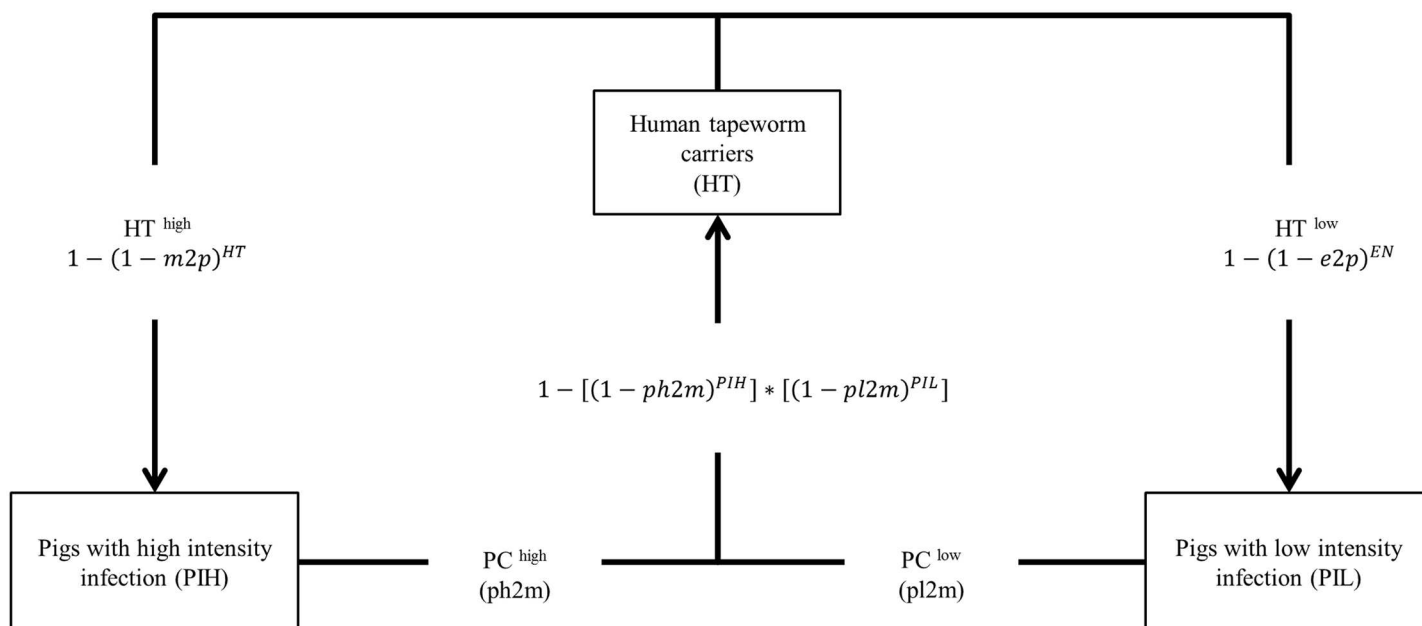 Human tapeworm
carriers
(HT)
HT high
1 − (1 − m2p)^HT
HT low
1 − (1 − e2p)^EN
1 − [(1 − ph2m)^PIH] ∗ [(1 − pl2m)^PIL]
Pigs with high intensity
infection (PIH)
PC high
(ph2m)
PC low
(pl2m)
Pigs with low intensity
infection (PIL)